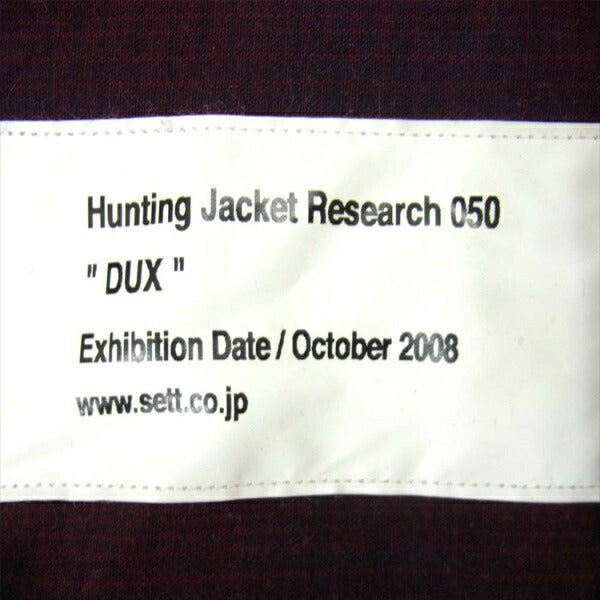 Hunting Jacket Research 050
" DUX "
Exhibition Date / October 2008
www.sett.co.jp